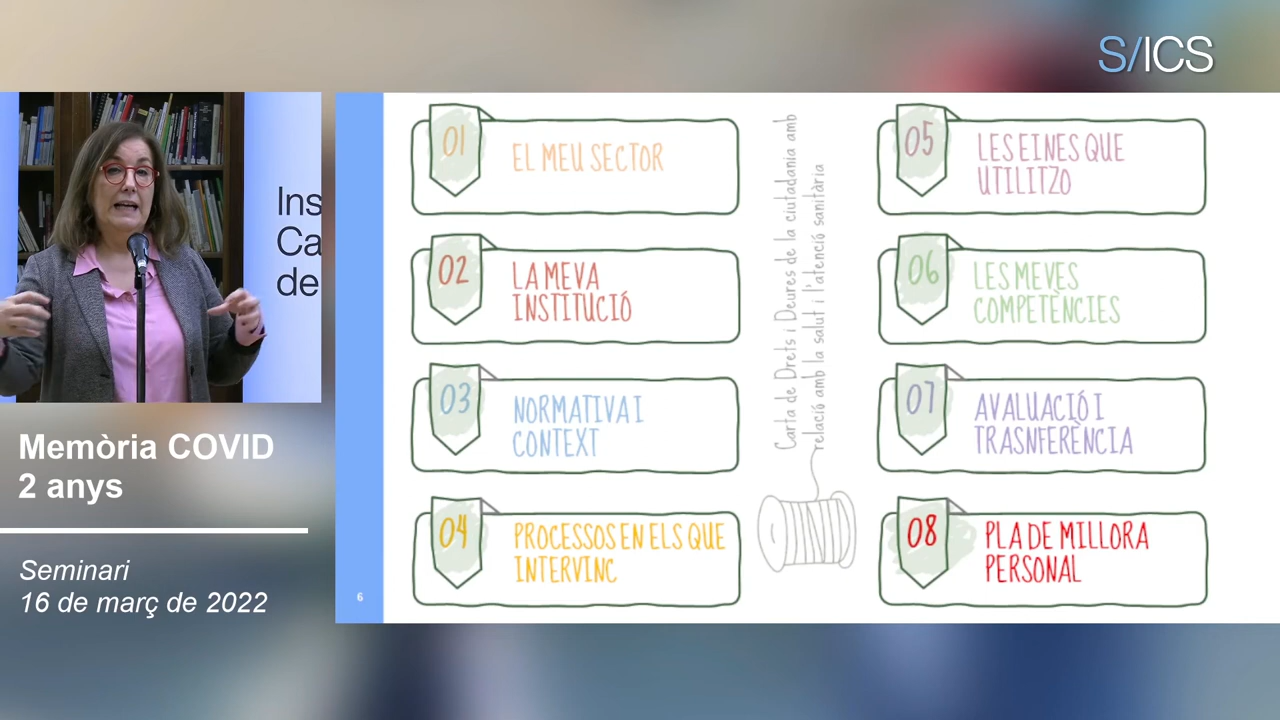 S/ICS
Ins
Ca
de
Memòria COVID
2 anys
Seminari
16 de març de 2022
01
EL MEU SECTOR
02
LA MEVA
INSTITUCIÓ
03
NORMATIVA I
CONTEXT
04
PROCESSOS EN ELS QUE
INTERVINC
Carta de Drets i Deures de la ciutadania amb
relació amb la salut i l'atenció sanitària
05
LES EINES QUE
UTILITZO
06
LES MEVES
COMPETÈNCIES
07
AVALUACIÓ I
TRASNFERÈNCIA
08
PLA DE MILLORA
PERSONAL
6